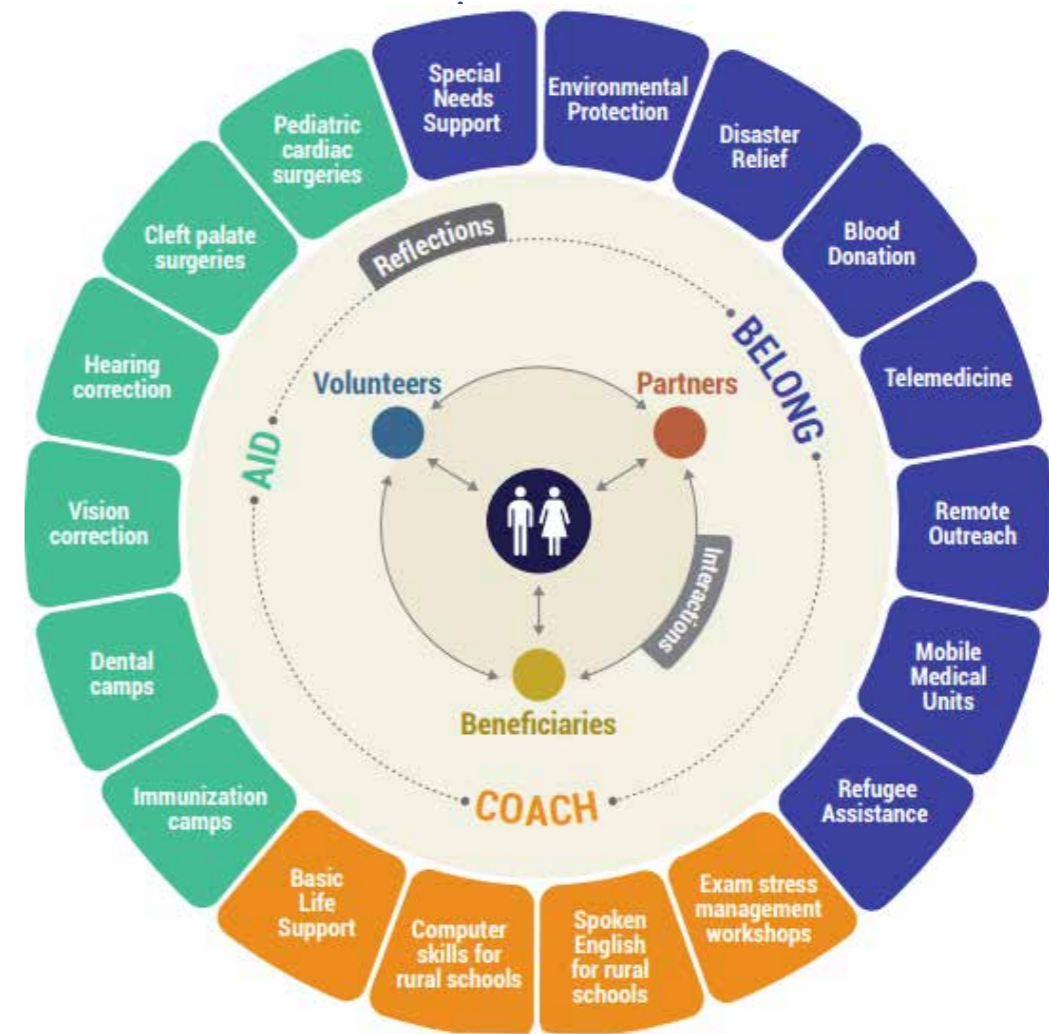 Special
Needs
Support
Environmental
Protection
Disaster
Relief
Blood
Donation
Telemedicine
Remote
Outreach
Mobile
Medical
Units
Refugee
Assistance
Exam stress
management
workshops
Spoken
English
for rural
schools
Computer
skills for
rural schools
Basic
Life
Support
Immunization
camps
Dental
camps
Vision
correction
Hearing
correction
Cleft palate
surgeries
Pediatric
cardiac
surgeries
Reflections
BELONG
AID
COACH
Volunteers
Partners
Interactions
Beneficiaries